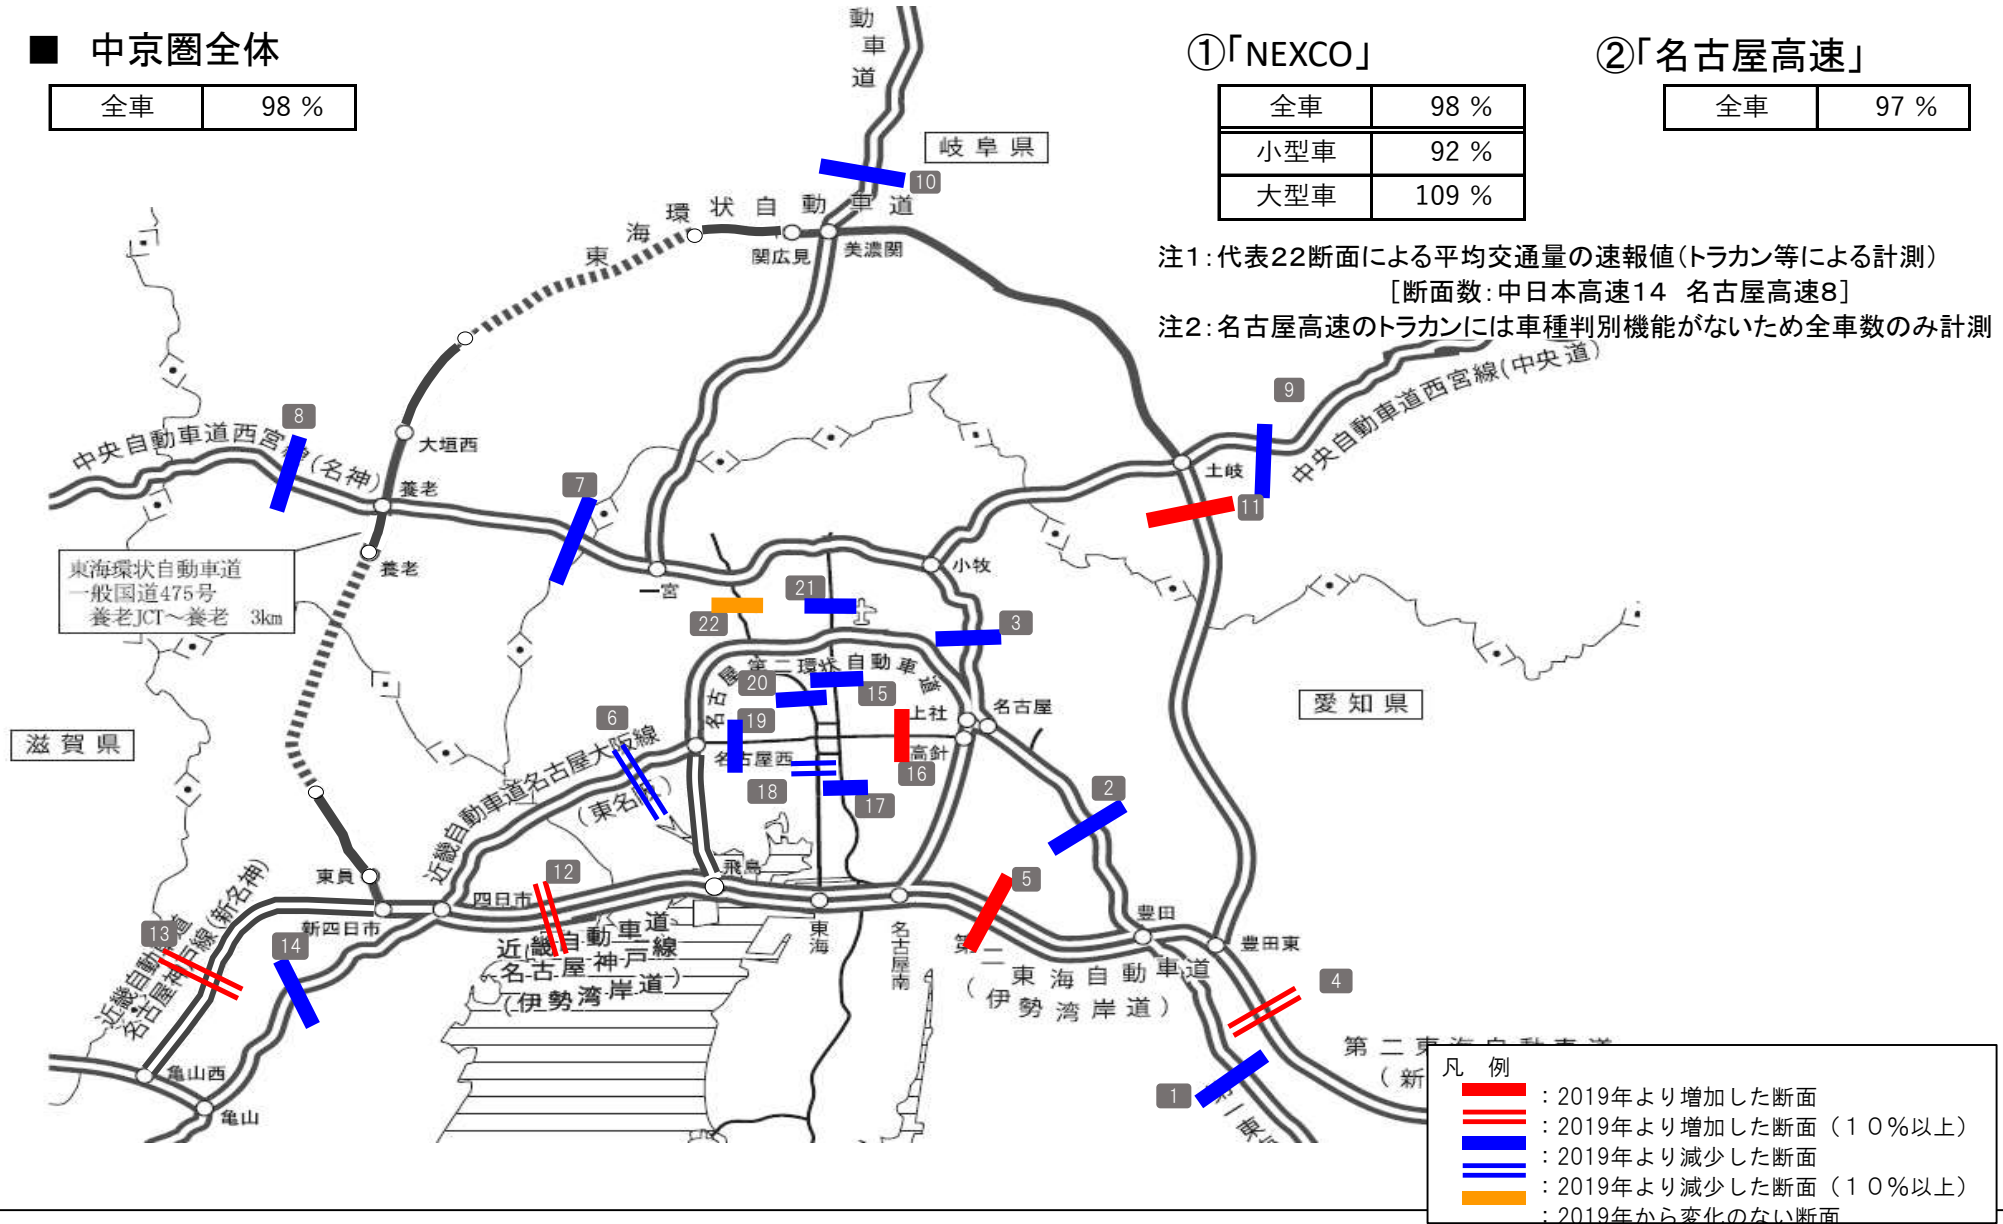 ■ 中京圏全体
全車 98 %
①「NEXCO」
全車 98 %
小型車 92 %
大型車 109 %
②「名古屋高速」
全車 97 %
注1：代表22断面による平均交通量の速報値(トラカン等による計測)
［断面数：中日本高速14 名古屋高速8］
注2：名古屋高速のトラカンには車種判別機能がないため全車数のみ計測
動車道
岐阜県
10
東海環状自動車道
関広見
美濃関
9
中央自動車道西宮線(中央道)
8
中央自動車道西宮線(名神)
大垣西
養老
7
土岐
11
養老
東海環状自動車道
一般国道475号
養老JCT～養老 3km
一宮
小牧
21
22
3
名古屋第二環状自動車道
20
15
19
6
上社
名古屋
愛知県
滋賀県
名古屋西
高針
16
18
17
2
近畿自動車道名古屋大阪線
(東名阪)
飛島
東員
12
5
四日市
新四日市
13
14
近畿自動車道
名古屋神戸線(新名神)
近畿自動車道
名古屋神戸線
(伊勢湾岸道)
東海
名古屋南
豊田
豊田東
第二東海自動車道
(伊勢湾岸道)
4
第二東海自動車道
(新
1
亀山西
亀山
凡 例
：2019年より増加した断面
：2019年より増加した断面（１０%以上）
：2019年より減少した断面
：2019年より減少した断面（１０%以上）
：2019年から変化のない断面